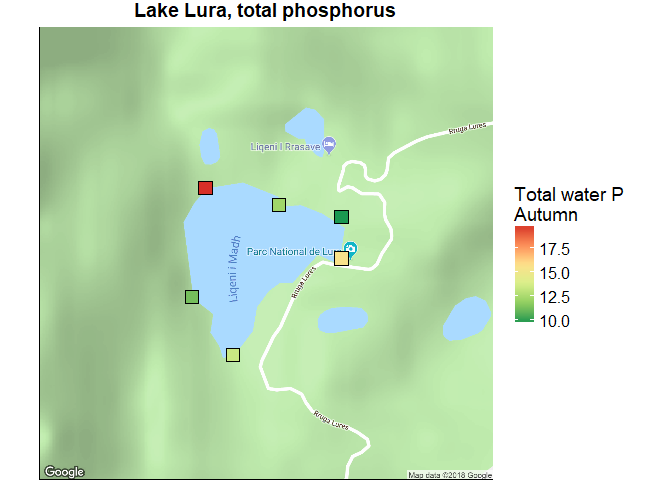 Lake Lura, total phosphorus
Rruga Lures
Liqeni I Rrasave
Parc National de Lu
Liqeni i Madh
Rruga Lures
Rruga Lures
Google
Map data ©2018 Google
Total water P
Autumn
17.5
15.0
12.5
10.0